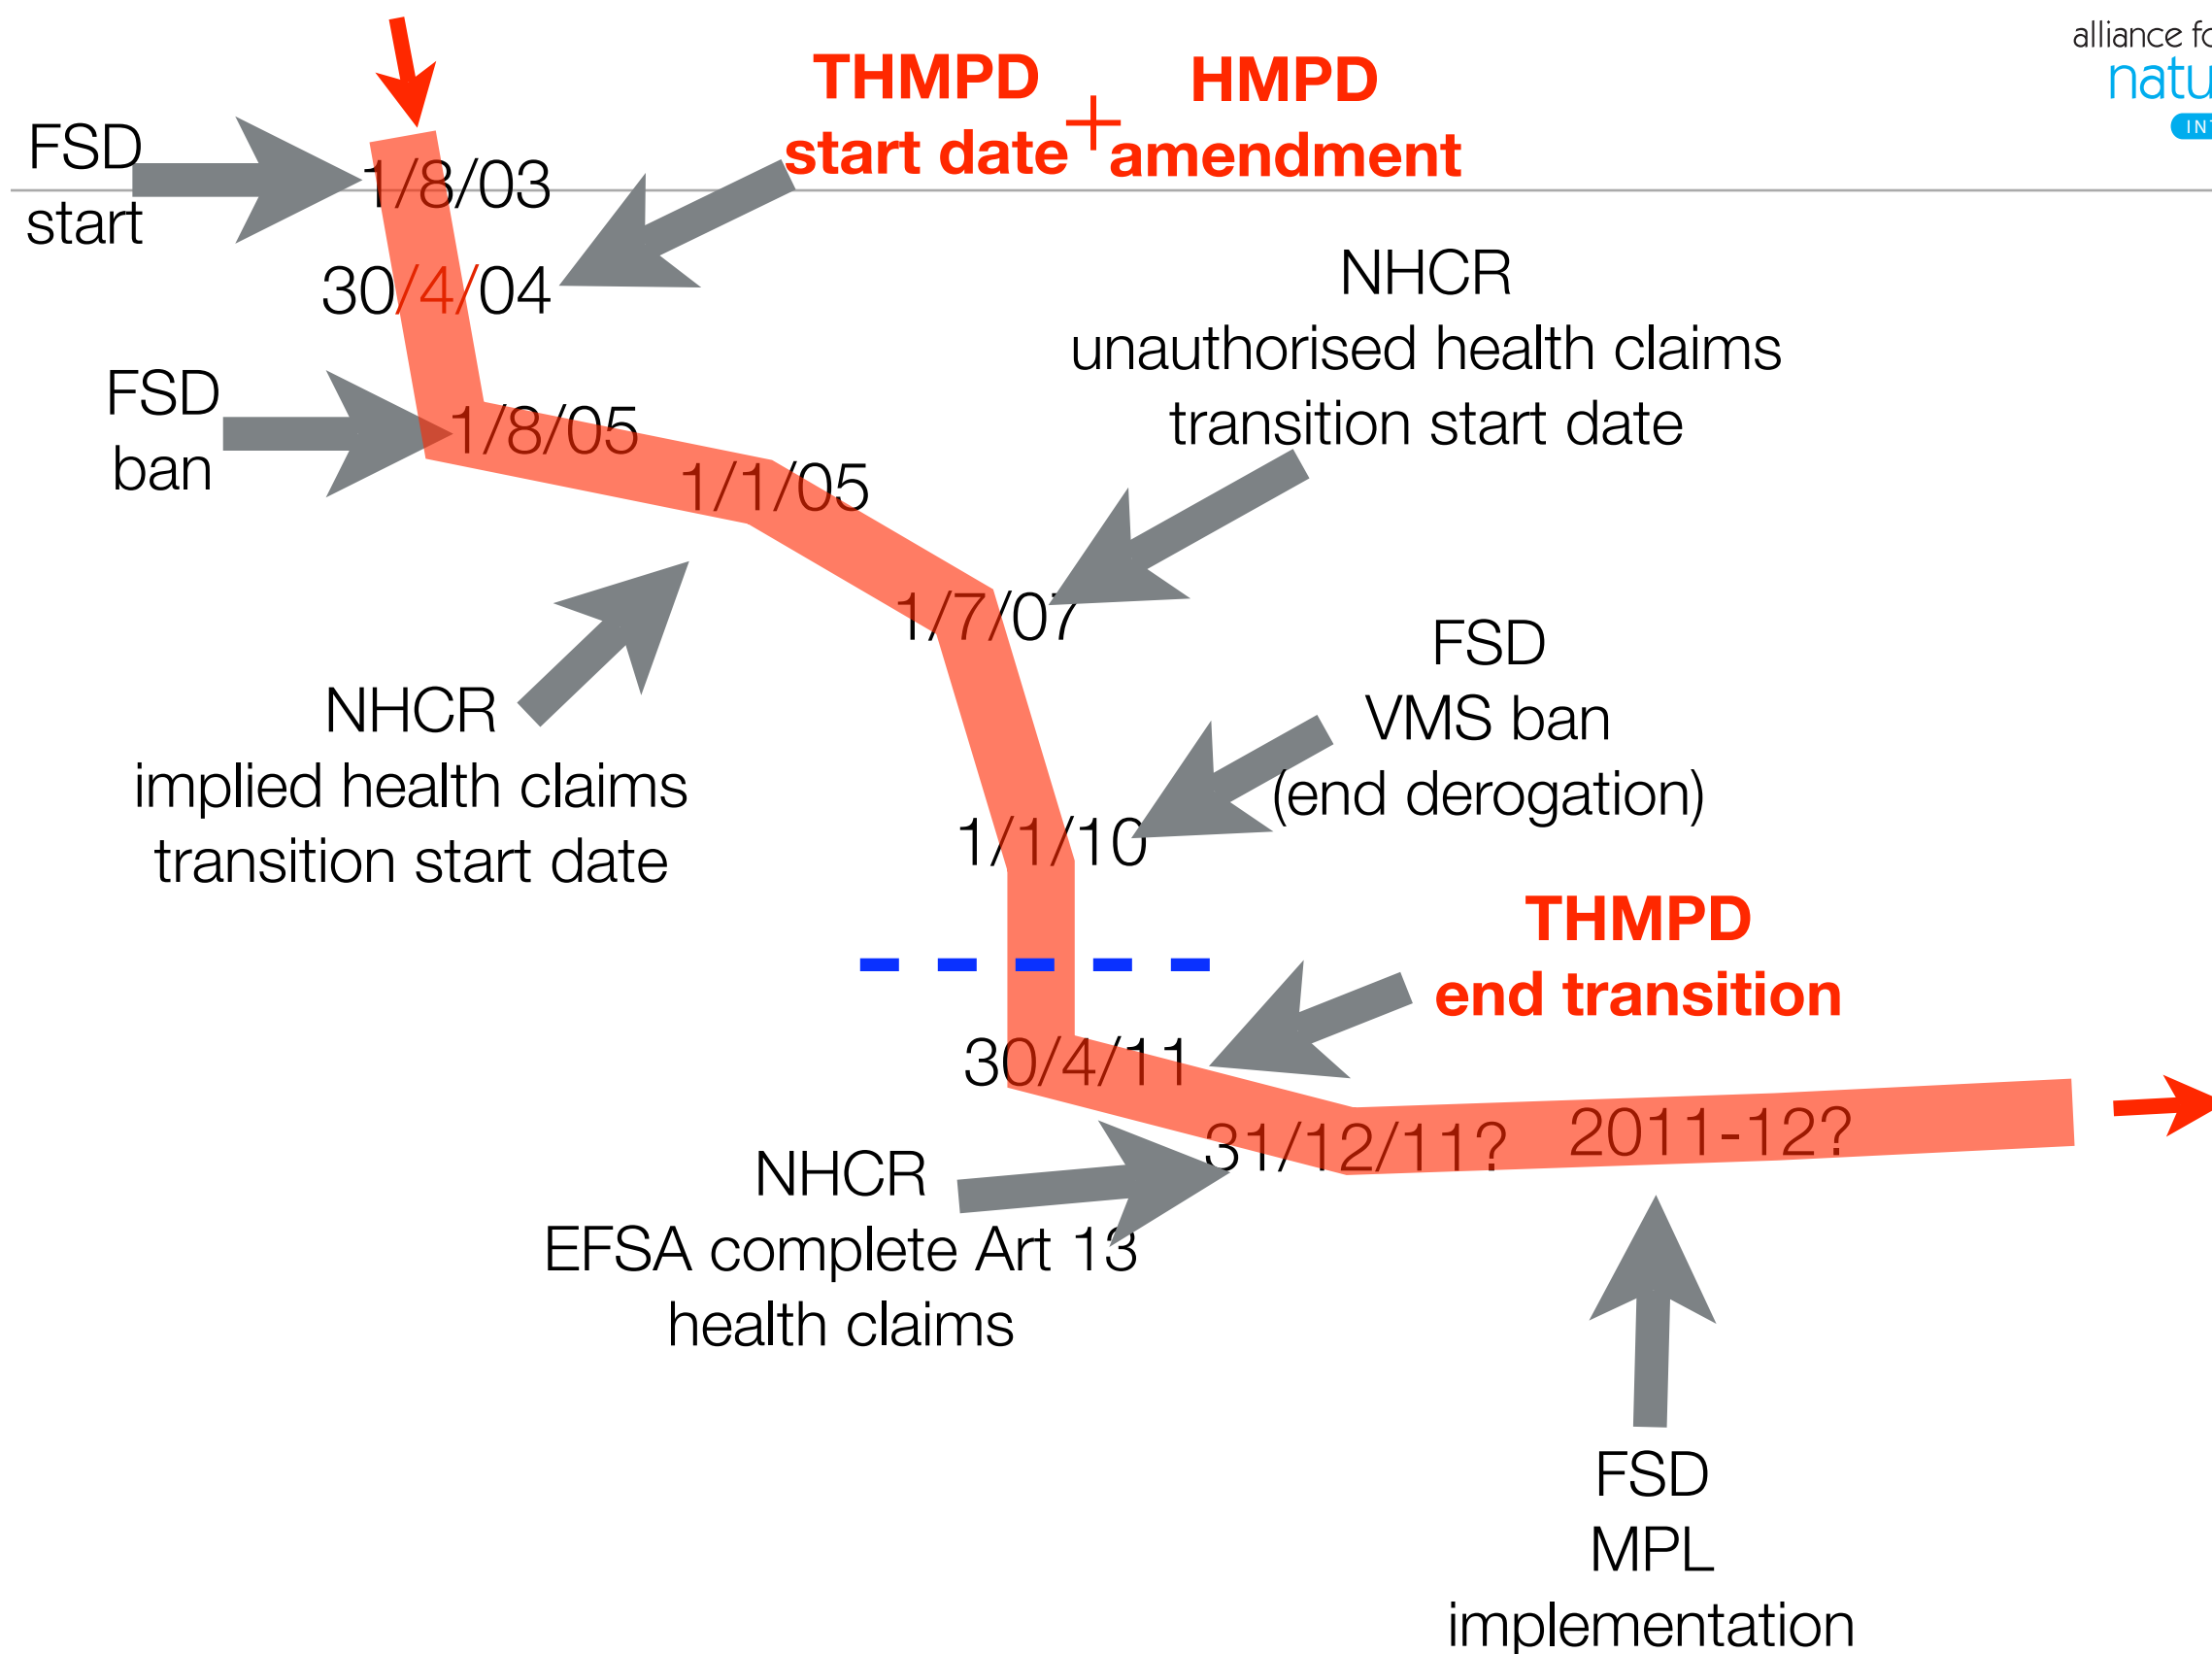 alliance fo
natu
INT
THMPD
start date
+
HMPD
amendment
FSD
start
1/8/03
30/4/04
FSD
ban
1/8/05
1/1/05
NHCR
unauthorised health claims
transition start date
1/7/07
NHCR
implied health claims
transition start date
FSD
VMS ban
(end derogation)
1/1/10
THMPD
end transition
30/4/11
31/12/11?
2011-12?
NHCR
EFSA complete Art 13
health claims
FSD
MPL
implementation